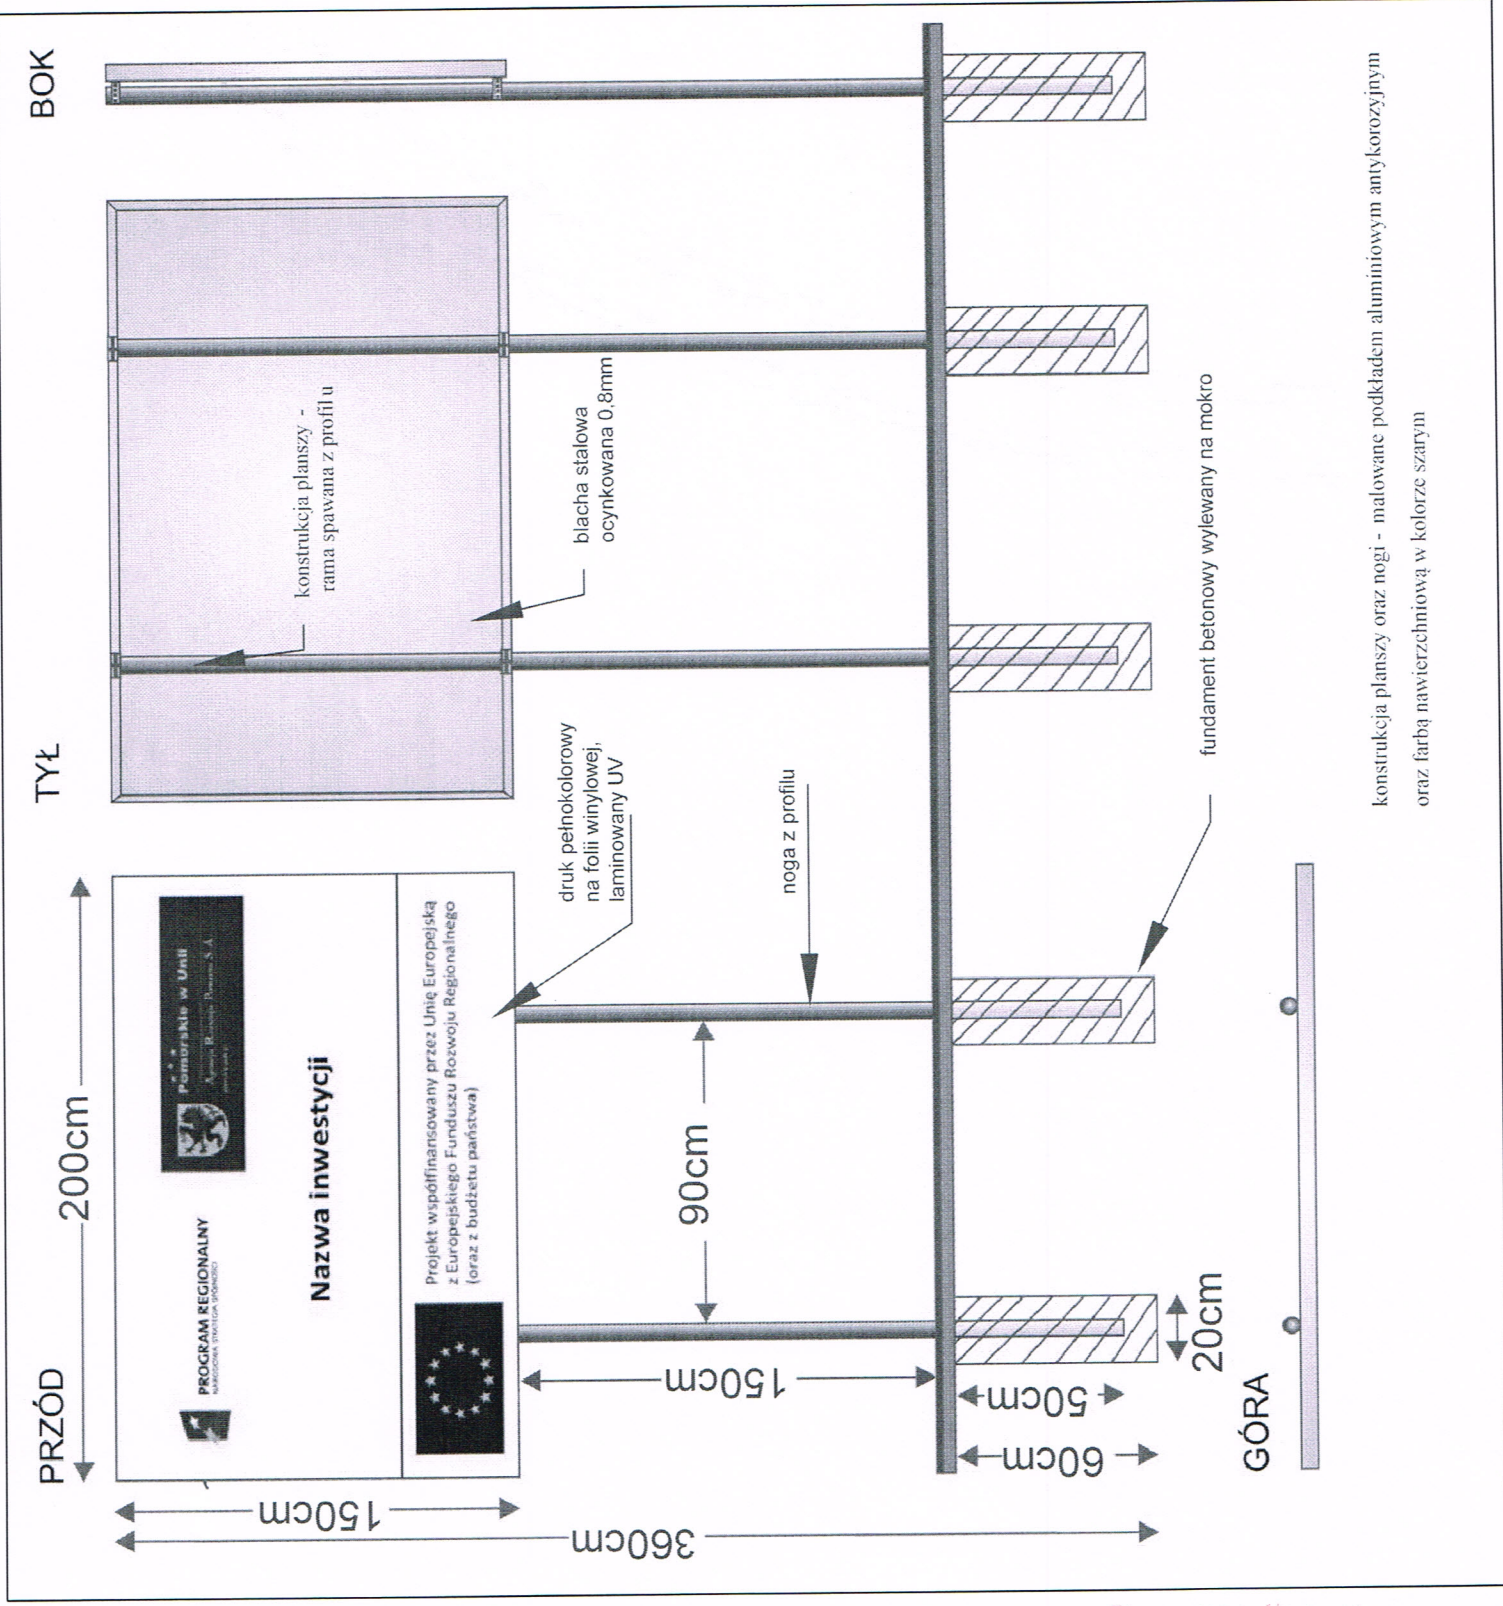 PRZÓD
TYŁ
BOK
200cm
PROGRAM REGIONALNY
NARODOWA STRATEGIA SPÓJNOŚCI
Pomorskie w Unii
Nazwa inwestycji
Projekt współfinansowany przez Unię Europejską
z Europejskiego Funduszu Rozwoju Regionalnego
(oraz z budżetu państwa)
150cm
360cm
konstrukcja planszy -
rama spawana z profilu
blacha stalowa
ocynkowana 0,8mm
druk pełnokolorowy
na folii winylowej,
laminowany UV
noga z profilu
90cm
150cm
50cm
60cm
20cm
fundament betonowy wylewany na mokro
GÓRA
konstrukcja planszy oraz nogi - malowane podkładem aluminiowym antykorozyjnym
oraz farbą nawierzchniową w kolorze szarym